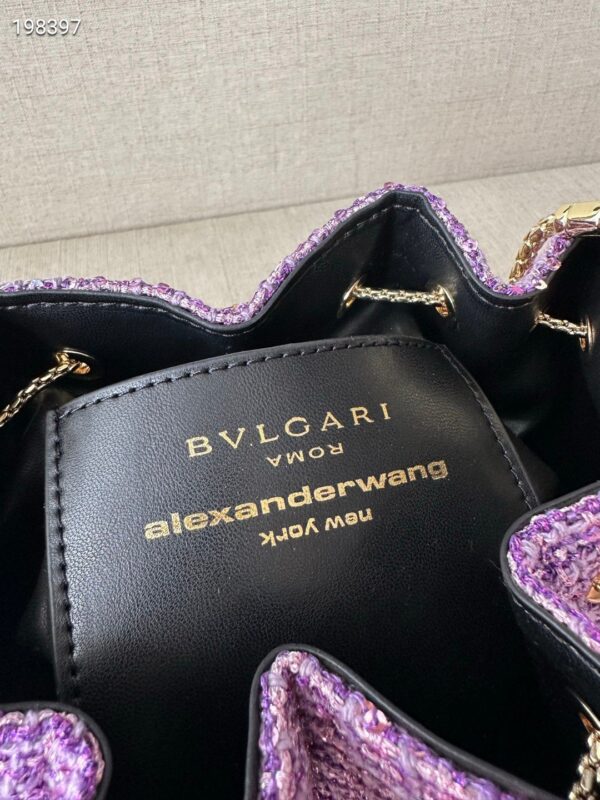 198397
BVLGARI
ROMA
alexanderwang
new york